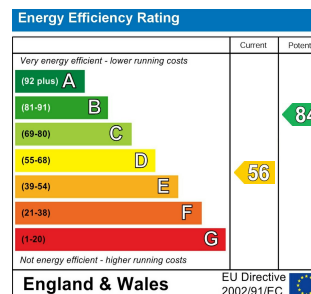 Energy Efficiency Rating
Current Potent
Very energy efficient - lower running costs
(92 plus) A
(81-91) B
84
(69-80) C
(55-68) D
56
(39-54) E
(21-38) F
(1-20) G
Not energy efficient - higher running costs
England & Wales
EU Directive
2002/91/EC